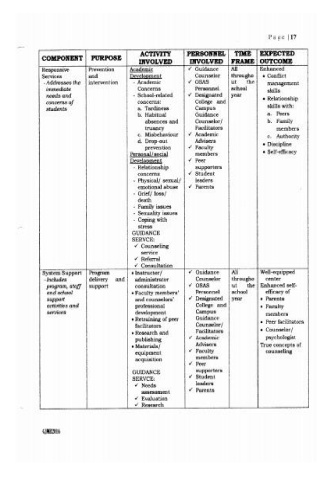 Page | 17
COMPONENT
PURPOSE
ACTIVITY INVOLVED
PERSONNEL INVOLVED
TIME FRAME
EXPECTED OUTCOME
Responsive
Services
- Addresses the
immediate
needs and
concerns of
students
Prevention
and
intervention
Academic
Development
- Academic
Concerns
- School-related
concerns:
a. Tardiness
b. Habitual
absences and
truancy
c. Misbehaviour
d. Drop-out
prevention
Personal/social
Development
- Relationship
concerns
- Physical/ sexual/
emotional abuse
- Grief/ loss/
death
- Family issues
- Sexuality issues
- Coping with
stress
GUIDANCE
SERVCE:
✓ Counseling
service
✓ Referral
✓ Consultation
✓ Guidance
Counselor
✓ OSAS
Personnel
✓ Designated
College and
Campus
Guidance
Counselor/
Facilitators
✓ Academic
Advisers
✓ Faculty
members
✓ Peer
supporters
✓ Student
leaders
✓ Parents
All
througho
ut the
school
year
Enhanced
• Conflict
management
skills
• Relationship
skills with:
a. Peers
b. Family
members
c. Authority
• Discipline
• Self-efficacy
System Support
- Includes
program, staff
and school
support
activities and
services
Program
delivery and
support
• Instructor/
administrator
consultation
• Faculty members'
and counselors'
professional
development
• Retraining of peer
facilitators
• Research and
publishing
• Materials/
equipment
acquisition
GUIDANCE
SERVCE:
✓ Needs
assessment
✓ Evaluation
✓ Research
✓ Guidance
Counselor
✓ OSAS
Personnel
✓ Designated
College and
Campus
Guidance
Counselor/
Facilitators
✓ Academic
Advisers
✓ Faculty
members
✓ Peer
supporters
✓ Student
leaders
✓ Parents
All
througho
ut the
school
year
Well-equipped
center
Enhanced self-
efficacy of
• Parents
• Faculty
members
• Peer facilitators
• Counselor/
psychologist
True concepts of
counseling